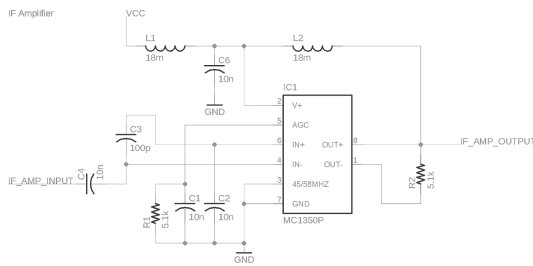 IF Amplifier
VCC
L1
18m
L2
18m
C6
10n
GND
IC1
2 V+
5 AGC
6 IN+ OUT+ 8
4 IN- OUT- 1
3 45/58MHZ
7 GND
MC1350P
C3
100p
IF_AMP_INPUT
C4
10n
R1
5.1k
C1
10n
C2
10n
GND
IF_AMP_OUTPUT
R2
5.1k